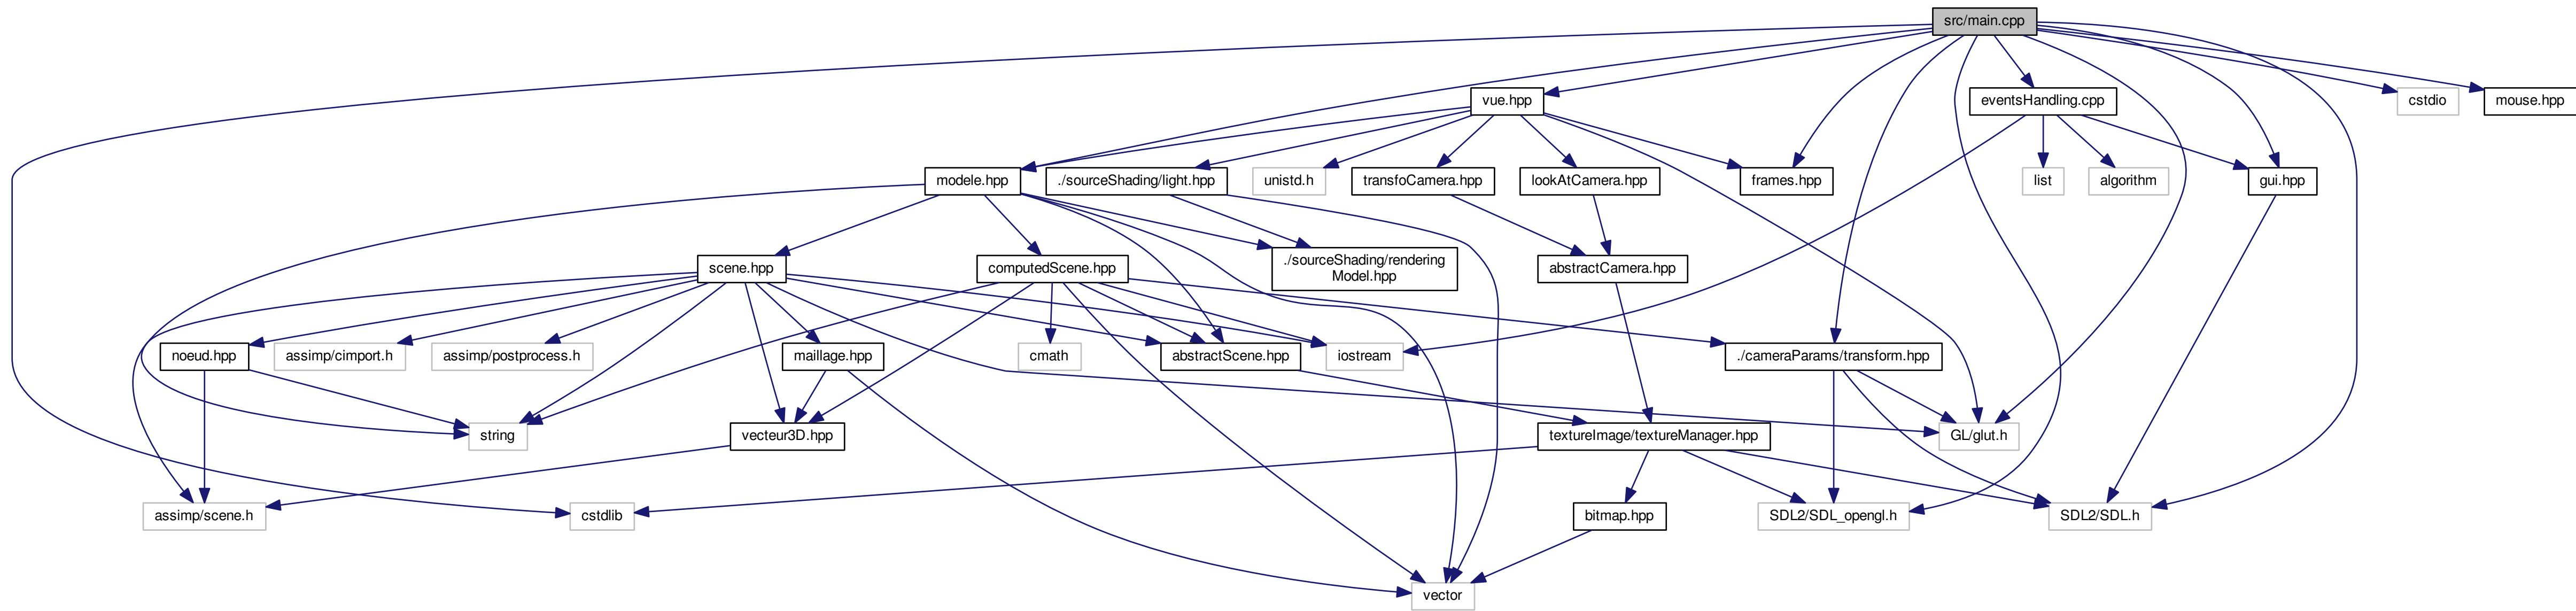 src/main.cpp
vue.hpp
eventsHandling.cpp
cstdio
mouse.hpp
modele.hpp
./sourceShading/light.hpp
unistd.h
transfoCamera.hpp
lookAtCamera.hpp
frames.hpp
list
algorithm
gui.hpp
scene.hpp
computedScene.hpp
./sourceShading/rendering
Model.hpp
abstractCamera.hpp
noeud.hpp
assimp/cimport.h
assimp/postprocess.h
maillage.hpp
cmath
abstractScene.hpp
iostream
./cameraParams/transform.hpp
string
vecteur3D.hpp
textureImage/textureManager.hpp
GL/glut.h
assimp/scene.h
cstdlib
bitmap.hpp
SDL2/SDL_opengl.h
SDL2/SDL.h
vector